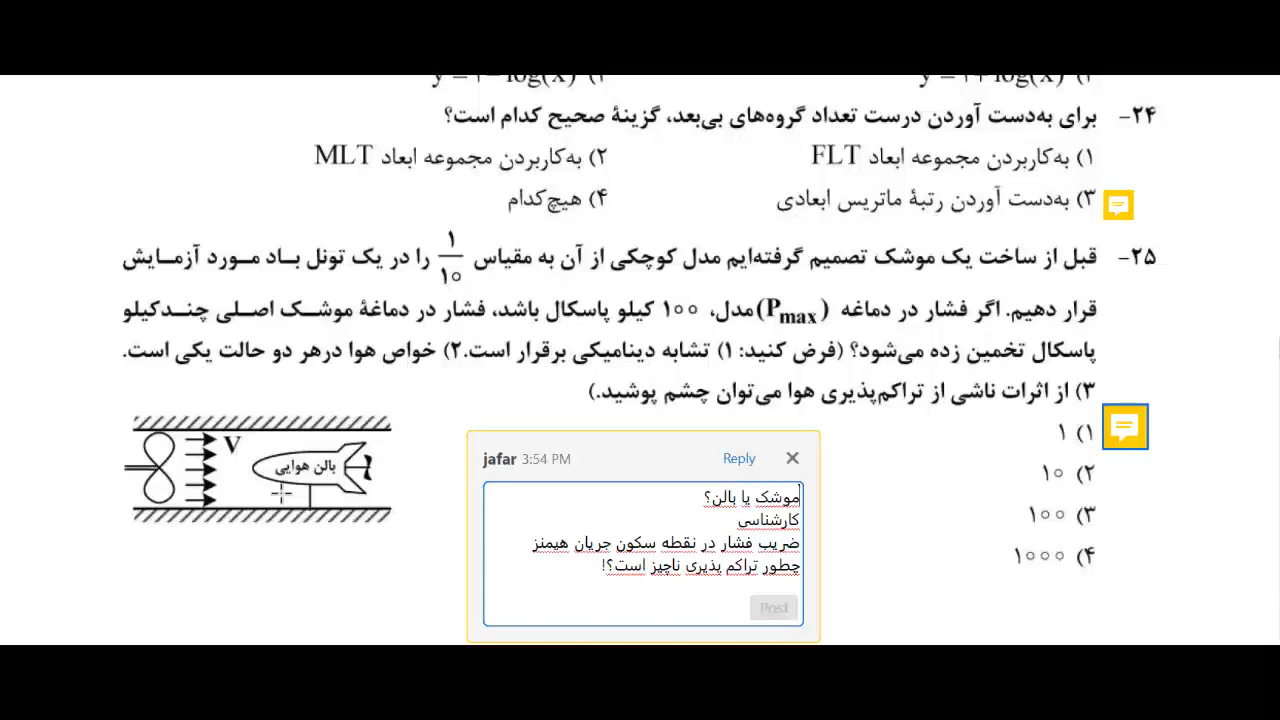 ۲۴- برای به‌دست آوردن درست تعداد گروه‌های بی‌بعد، گزینهٔ صحیح کدام است؟
۱) به‌کاربردن مجموعه ابعاد FLT
۲) به‌کاربردن مجموعه ابعاد MLT
۳) به‌دست آوردن رتبهٔ ماتریس ابعادی
۴) هیچ‌کدام
۲۵- قبل از ساخت یک موشک تصمیم گرفته‌ایم مدل کوچکی از آن به مقیاس ۱/۱۰ را در یک تونل بـاد مـورد آزمـایش
قرار دهیم. اگر فشار در دماغه (Pmax) مدل، ۱۰۰ کیلو پاسکال باشد، فشار در دماغهٔ موشـک اصلـی چنـدکیلو
پاسکال تخمین زده می‌شود؟ (فرض کنید: ۱) تشابه دینامیکی برقرار است.۲) خواص هوا درهر دو حالت یکی است.
۳) از اثرات ناشی از تراکم‌پذیری هوا می‌توان چشم پوشید.)
۱) ۱
۲) ۱۰
۳) ۱۰۰
۴) ۱۰۰۰
V
بالن هوایی
jafar 3:54 PM
Reply
موشک یا بالن؟
کارشناسی
ضریب فشار در نقطه سکون جریان هیمنز
چطور تراکم پذیری ناچیز است؟!
Post